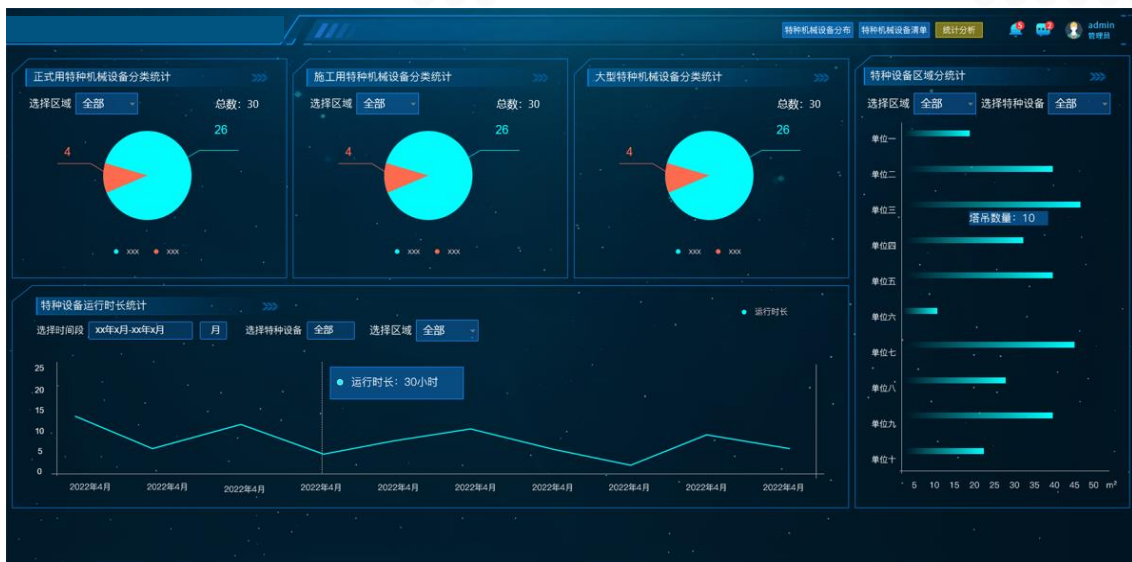 特种机械设备分布 特种机械设备清单 统计分析 5 2 admin
管理员
正式用特种机械设备分类统计
选择区域 全部 总数：30
26
4
xxx xxx
施工用特种机械设备分类统计
选择区域 全部 总数：30
26
4
xxx xxx
大型特种机械设备分类统计
总数：30
26
4
xxx xxx
特种设备区域分统计
选择区域 全部 选择特种设备 全部
单位一
单位二
单位三
塔吊数量：10
单位四
单位五
单位六
单位七
单位八
单位九
单位十
5 10 15 20 25 30 35 40 45 50 m²
特种设备运行时长统计
运行时长
选择时间段 xx年x月-xx年x月 月 选择特种设备 全部 选择区域 全部
25
运行时长：30小时
20
15
10
5
0
2022年4月 2022年4月 2022年4月 2022年4月 2022年4月 2022年4月 2022年4月 2022年4月 2022年4月 2022年4月